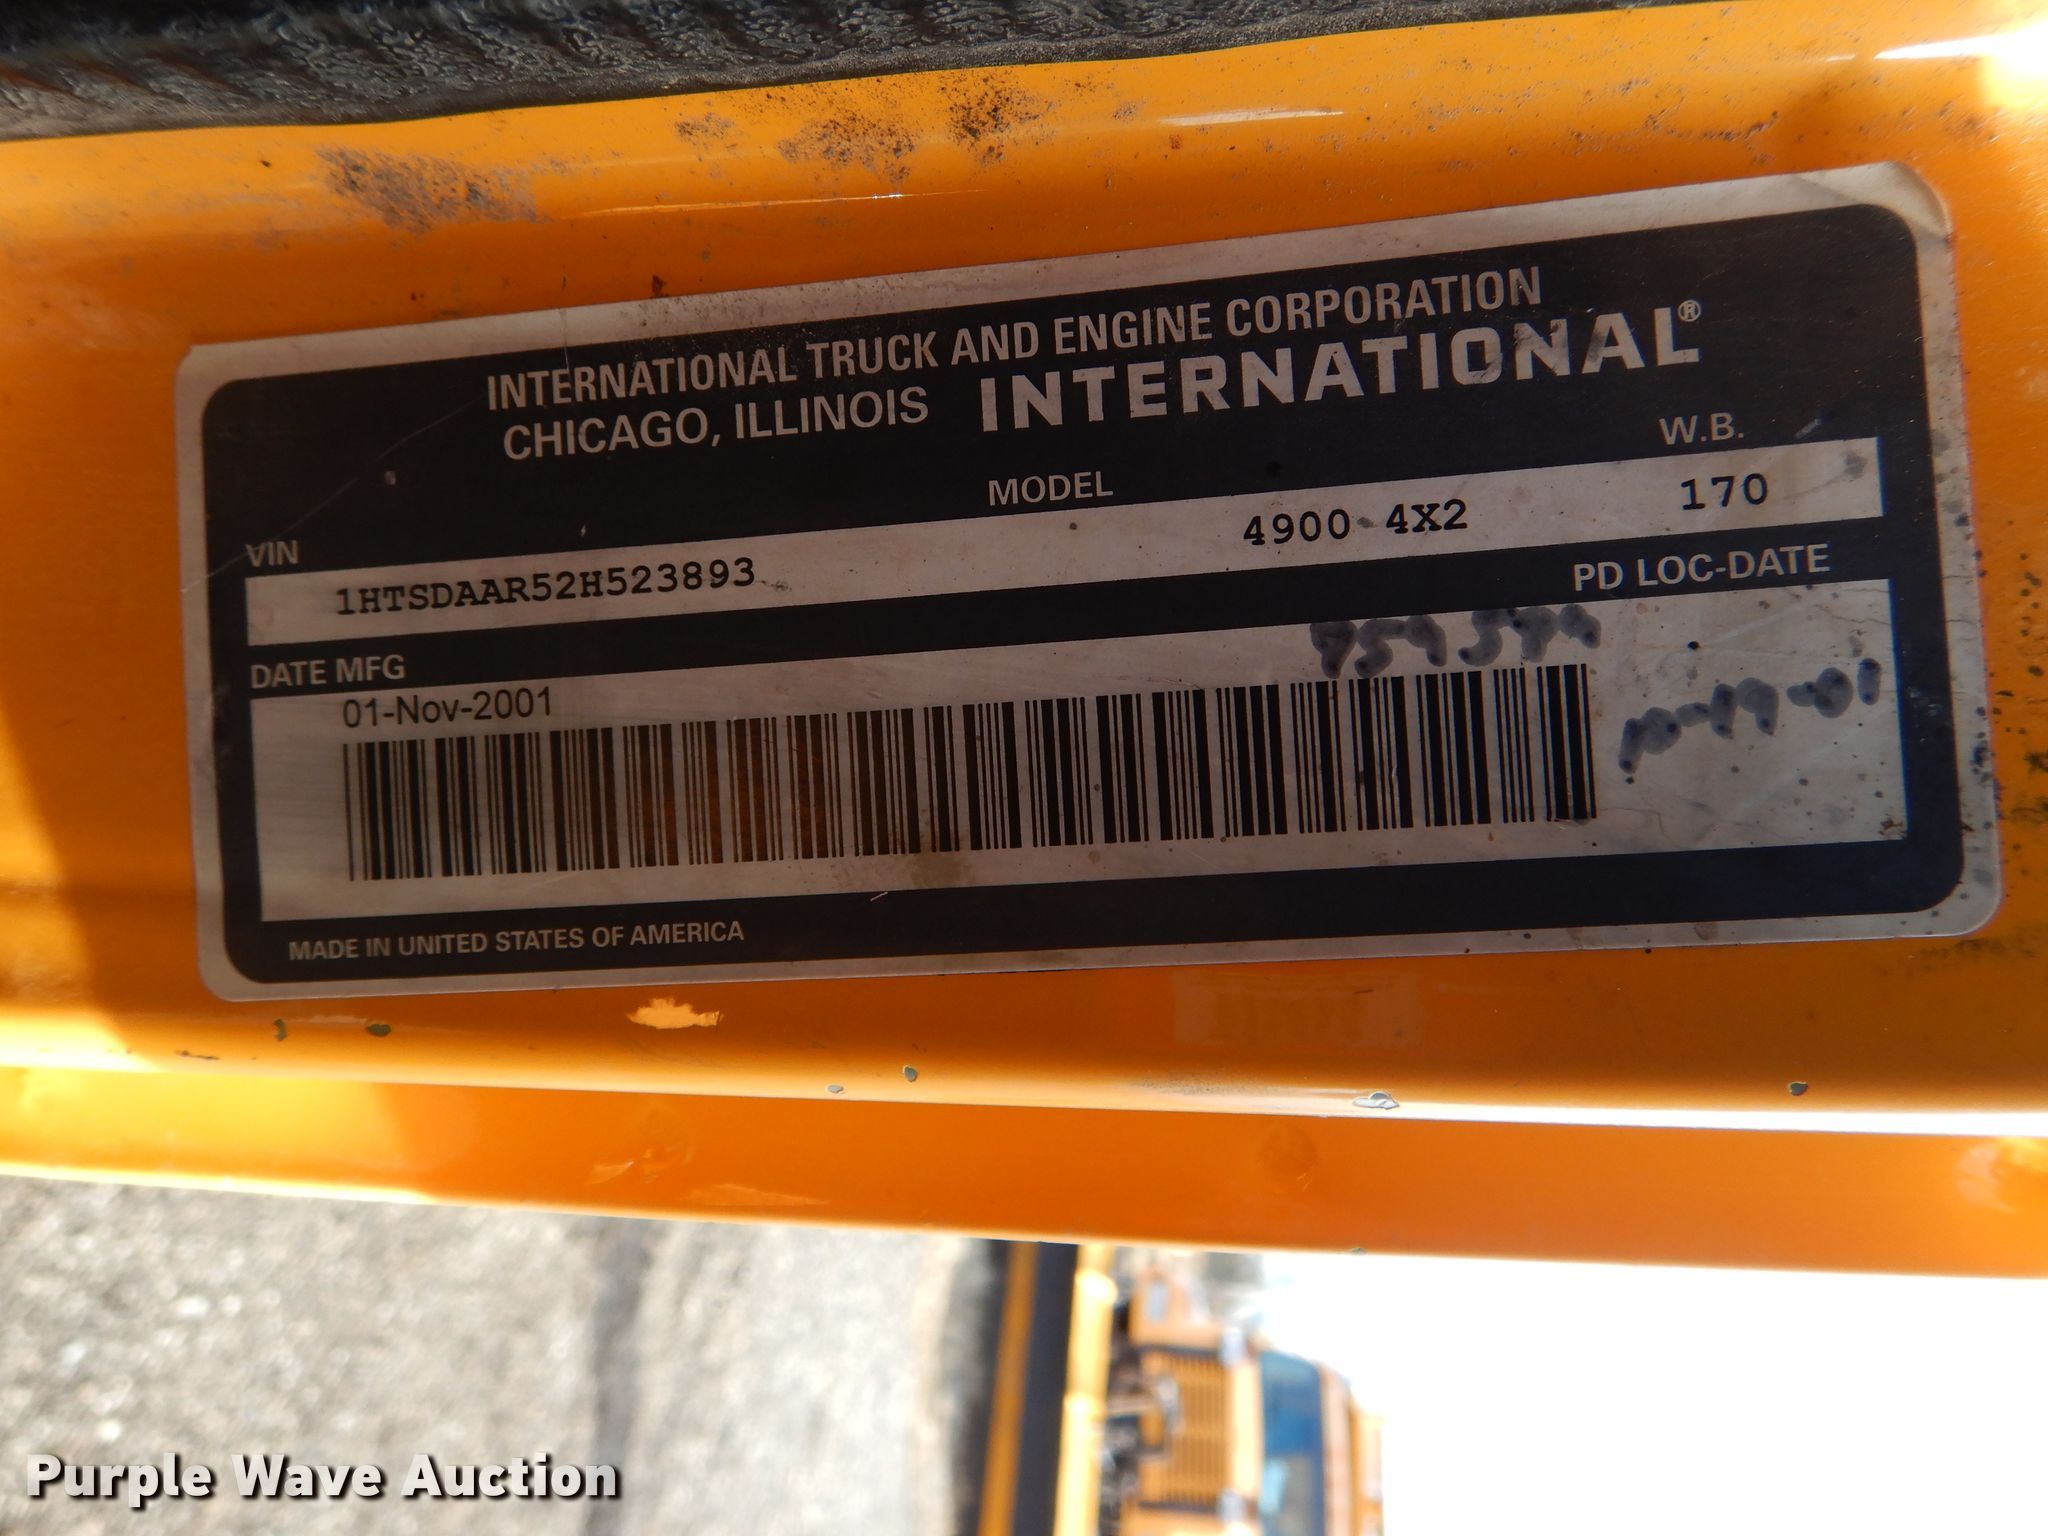 INTERNATIONAL TRUCK AND ENGINE CORPORATION
CHICAGO, ILLINOIS INTERNATIONAL®
VIN MODEL W.B.
1HTSDAAR52H523893 4900 4X2 170
DATE MFG PD LOC-DATE
01-Nov-2001
MADE IN UNITED STATES OF AMERICA
Purple Wave Auction